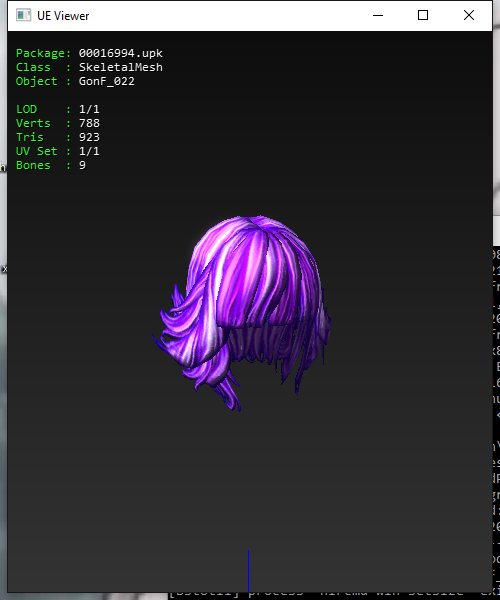 UE Viewer
Package: 00016994.upk
Class : SkeletalMesh
Object : GonF_022
LOD : 1/1
Verts : 788
Tris : 923
UV Set : 1/1
Bones : 9